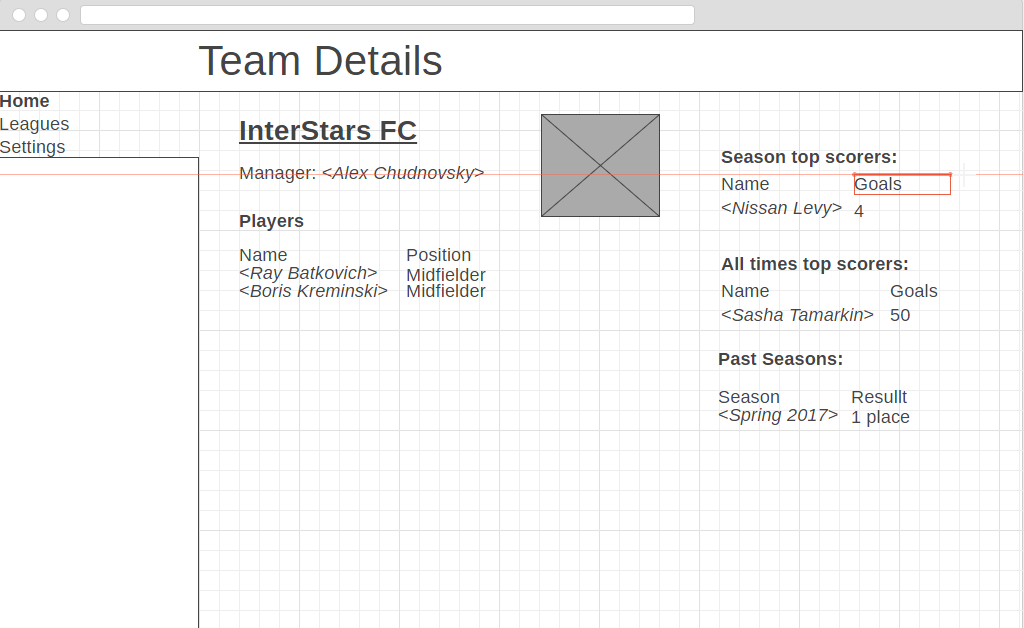 Team Details
Home
Leagues
Settings
InterStars FC
Manager: <Alex Chudnovsky>
Players
Name Position
<Ray Batkovich> Midfielder
<Boris Kreminski> Midfielder
Season top scorers:
Name Goals
<Nissan Levy> 4
All times top scorers:
Name Goals
<Sasha Tamarkin> 50
Past Seasons:
Season Resullt
<Spring 2017> 1 place